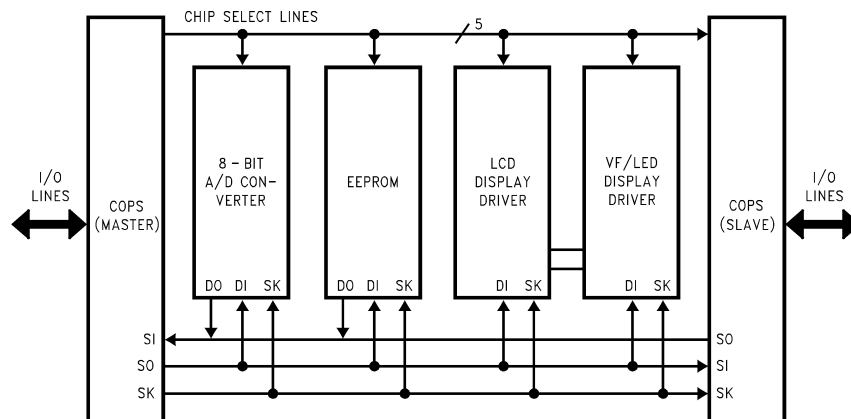 CHIP SELECT LINES
5
8-BIT
A/D CON-
VERTER
EEPROM
LCD
DISPLAY
DRIVER
VF/LED
DISPLAY
DRIVER
I/O
LINES
COPS
(MASTER)
COPS
(SLAVE)
I/O
LINES
DO DI SK
DO DI SK
DI SK
DI SK
SI
SO
SO
SI
SK
SK